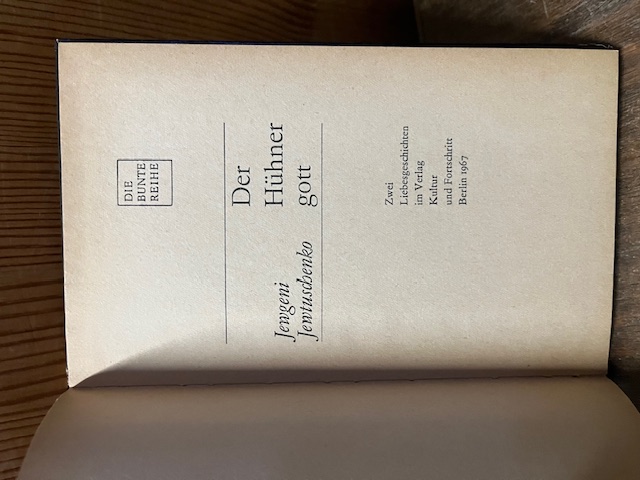 DIE
BUNTE
REIHE
Jewgeni
Jewtuschenko
Der
Hühner
gott
Zwei
Liebesgeschichten
im Verlag
Kultur
und Fortschritt
Berlin 1967